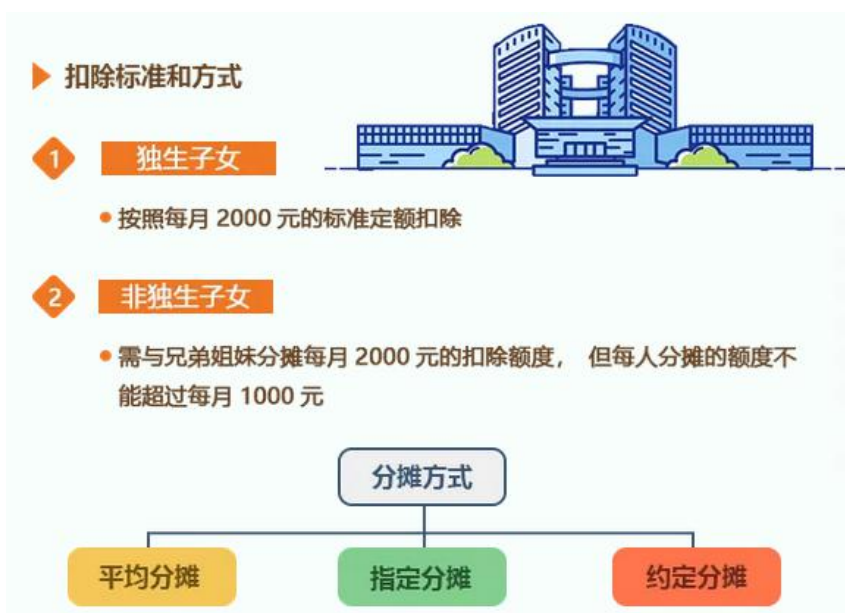 扣除标准和方式
1 独生子女
按照每月 2000 元的标准定额扣除
2 非独生子女
需与兄弟姐妹分摊每月 2000 元的扣除额度， 但每人分摊的额度不
能超过每月 1000 元
分摊方式
平均分摊 指定分摊 约定分摊